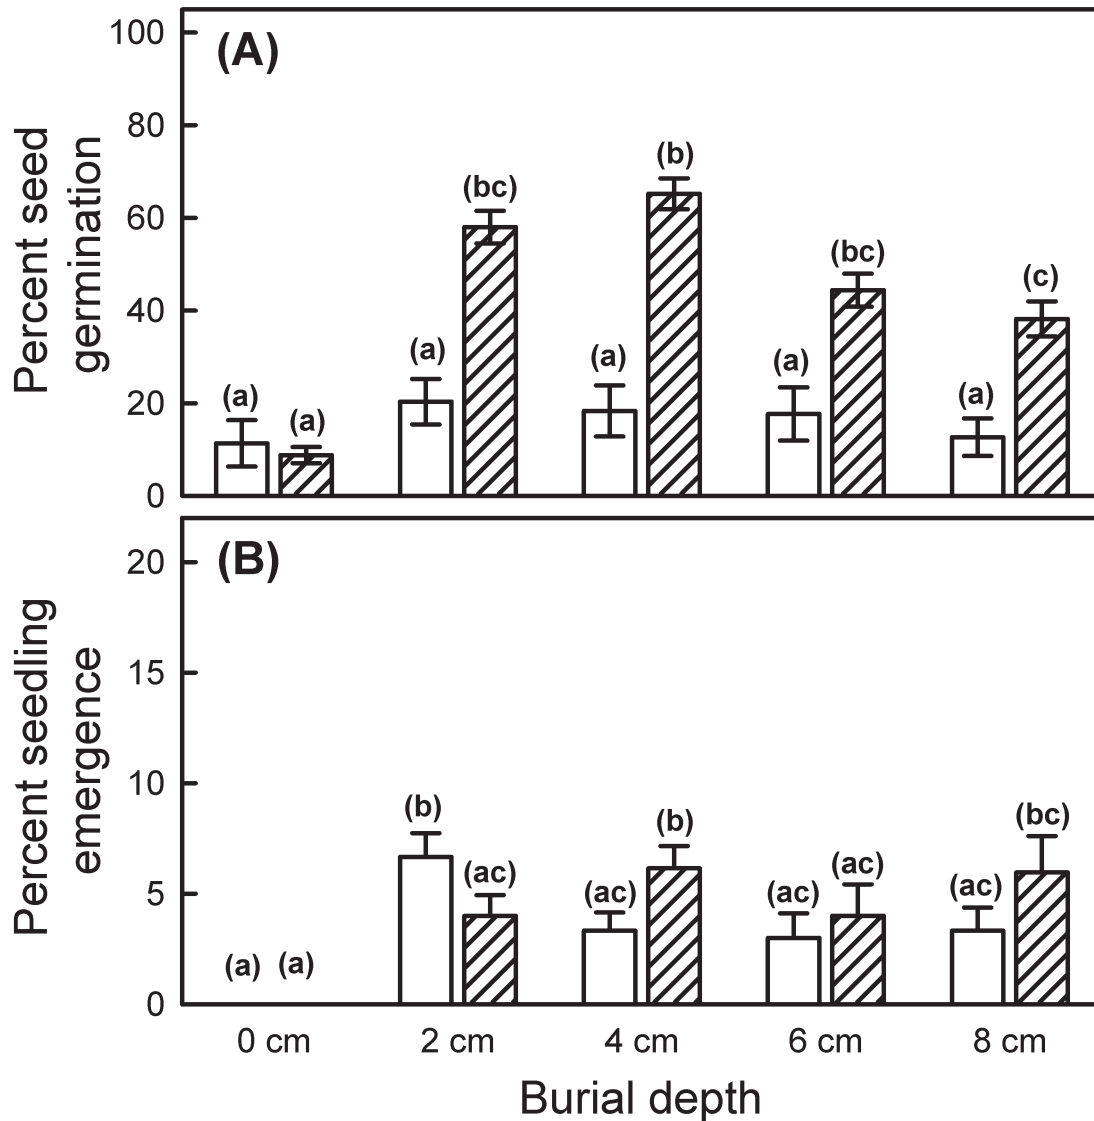 (A)
Percent seed
germination
100
80
60
40
20
0
(a)
(a)
(a)
(bc)
(a)
(b)
(a)
(bc)
(a)
(c)
(B)
Percent seedling
emergence
20
15
10
5
0
(a)
(a)
(b)
(ac)
(ac)
(b)
(ac)
(ac)
(ac)
(bc)
0 cm
2 cm
4 cm
6 cm
8 cm
Burial depth